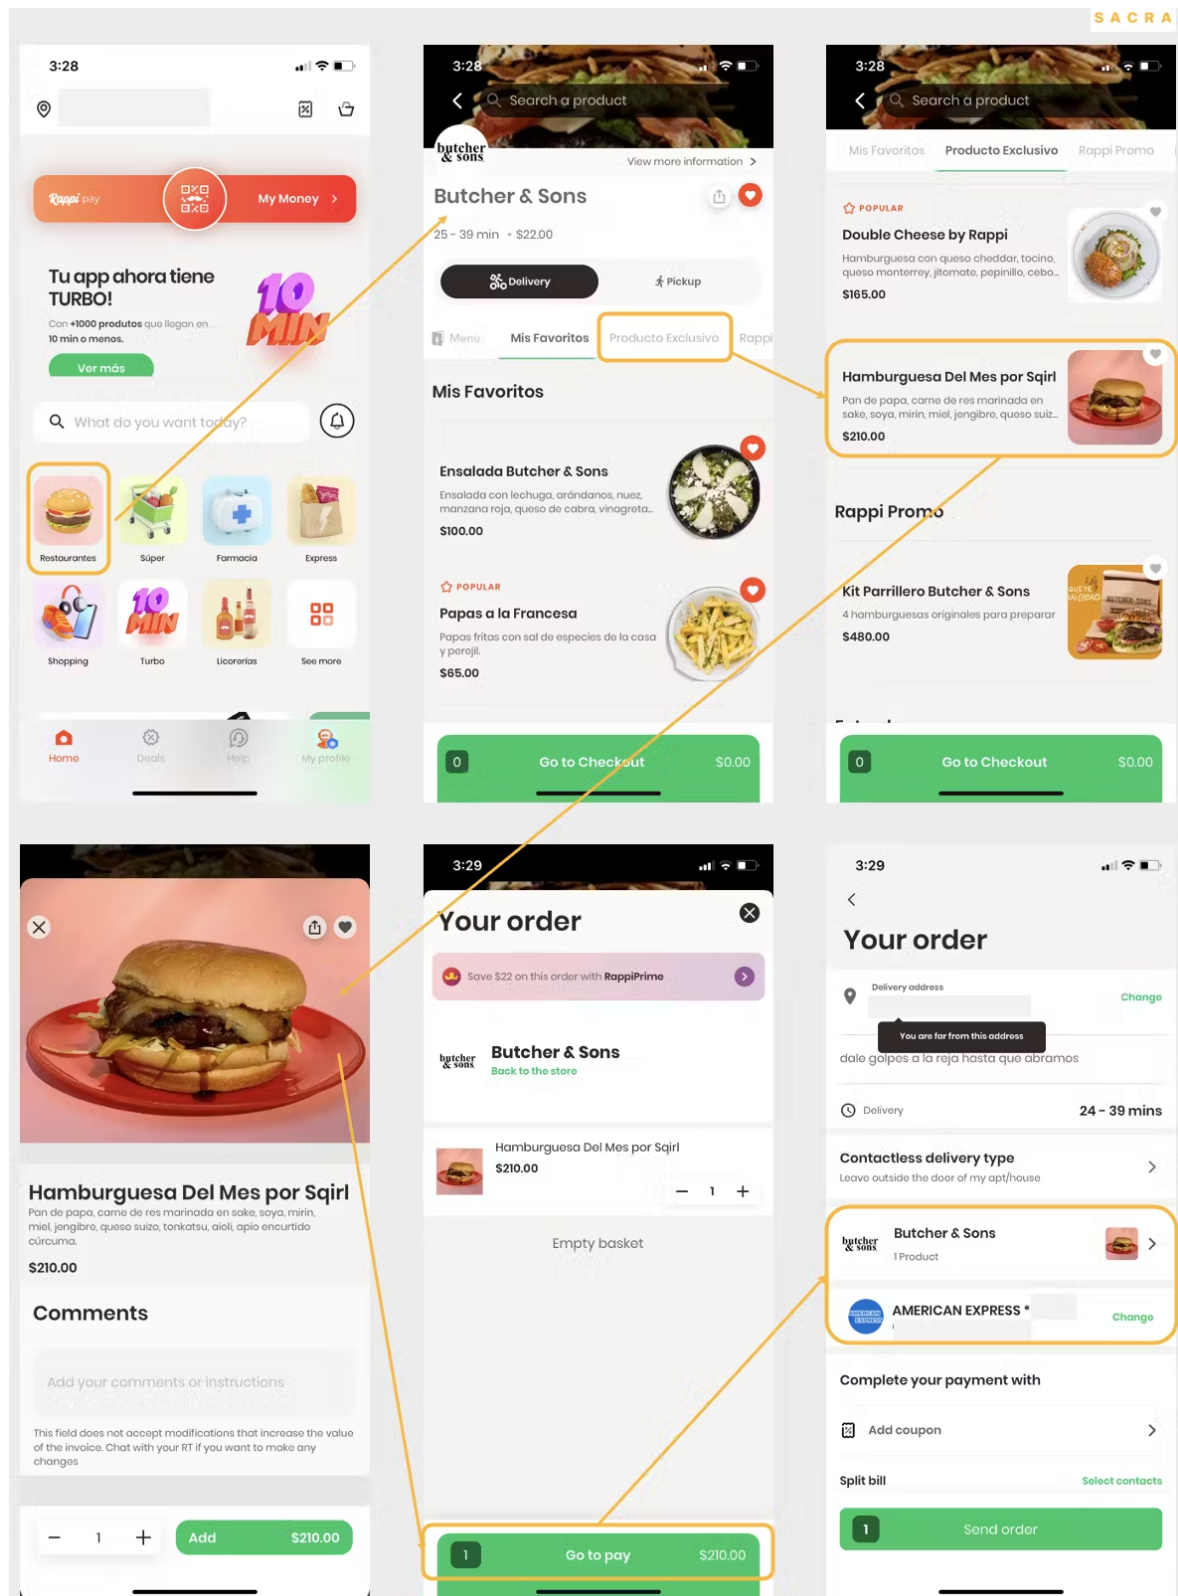 SACRA
3:28
Rappi pay
My Money >
Tu app ahora tiene
TURBO!
Con +1000 produtos que llegan en
10 min o menos.
Ver más
10
MIN
What do you want today?
Restaurantes
Súper
Farmacia
Express
10
MIN
Shopping
Turbo
Licorerías
See more
Home
Deals
Help
My profile
3:28
Search a product
butcher
& sons
View more information >
Butcher & Sons
25 - 39 min • $22.00
Delivery
Pickup
Menu
Mis Favoritos
Producto Exclusivo
Rappi
Mis Favoritos
Ensalada Butcher & Sons
Ensalada con lechuga, arándanos, nuez,
manzana roja, queso de cabra, vinagreta...
$100.00
POPULAR
Papas a la Francesa
Papas fritas con sal de especies de la casa
y perejil.
$65.00
0
Go to Checkout
$0.00
3:28
Search a product
Mis Favoritos
Producto Exclusivo
Rappi Promo
POPULAR
Double Cheese by Rappi
Hamburguesa con queso cheddar, tocino,
queso monterrey, jitomate, pepinillo, cebo...
$165.00
Hamburguesa Del Mes por Sqirl
Pan de papa, carne de res marinada en
sake, soya, mirin, miel, jengibre, queso suiz...
$210.00
Rappi Promo
Kit Parrillero Butcher & Sons
4 hamburguesas originales para preparar
$480.00
BUTCHER & SONS
0
Go to Checkout
$0.00
Hamburguesa Del Mes por Sqirl
Pan de papa, carne de res marinada en sake, soya, mirin,
miel, jengibre, queso suizo, tonkatsu, aioli, apio encurtido
cúrcuma.
$210.00
Comments
Add your comments or instructions
This field does not accept modifications that increase the value
of the invoice. Chat with your RT if you want to make any
changes
1
Add
$210.00
3:29
Your order
Save $22 on this order with RappiPrime
butcher
& sons
Butcher & Sons
Back to the store
Hamburguesa Del Mes por Sqirl
$210.00
1
Empty basket
1
Go to pay
$210.00
3:29
Your order
Delivery address
Change
You are far from this address
dale golpes a la reja hasta que abramos
Delivery
24 - 39 mins
Contactless delivery type
Leave outside the door of my apt/house
butcher
& sons
Butcher & Sons
1 Product
AMERICAN
EXPRESS
AMERICAN EXPRESS *
Change
Complete your payment with
Add coupon
Split bill
Select contacts
1
Send order